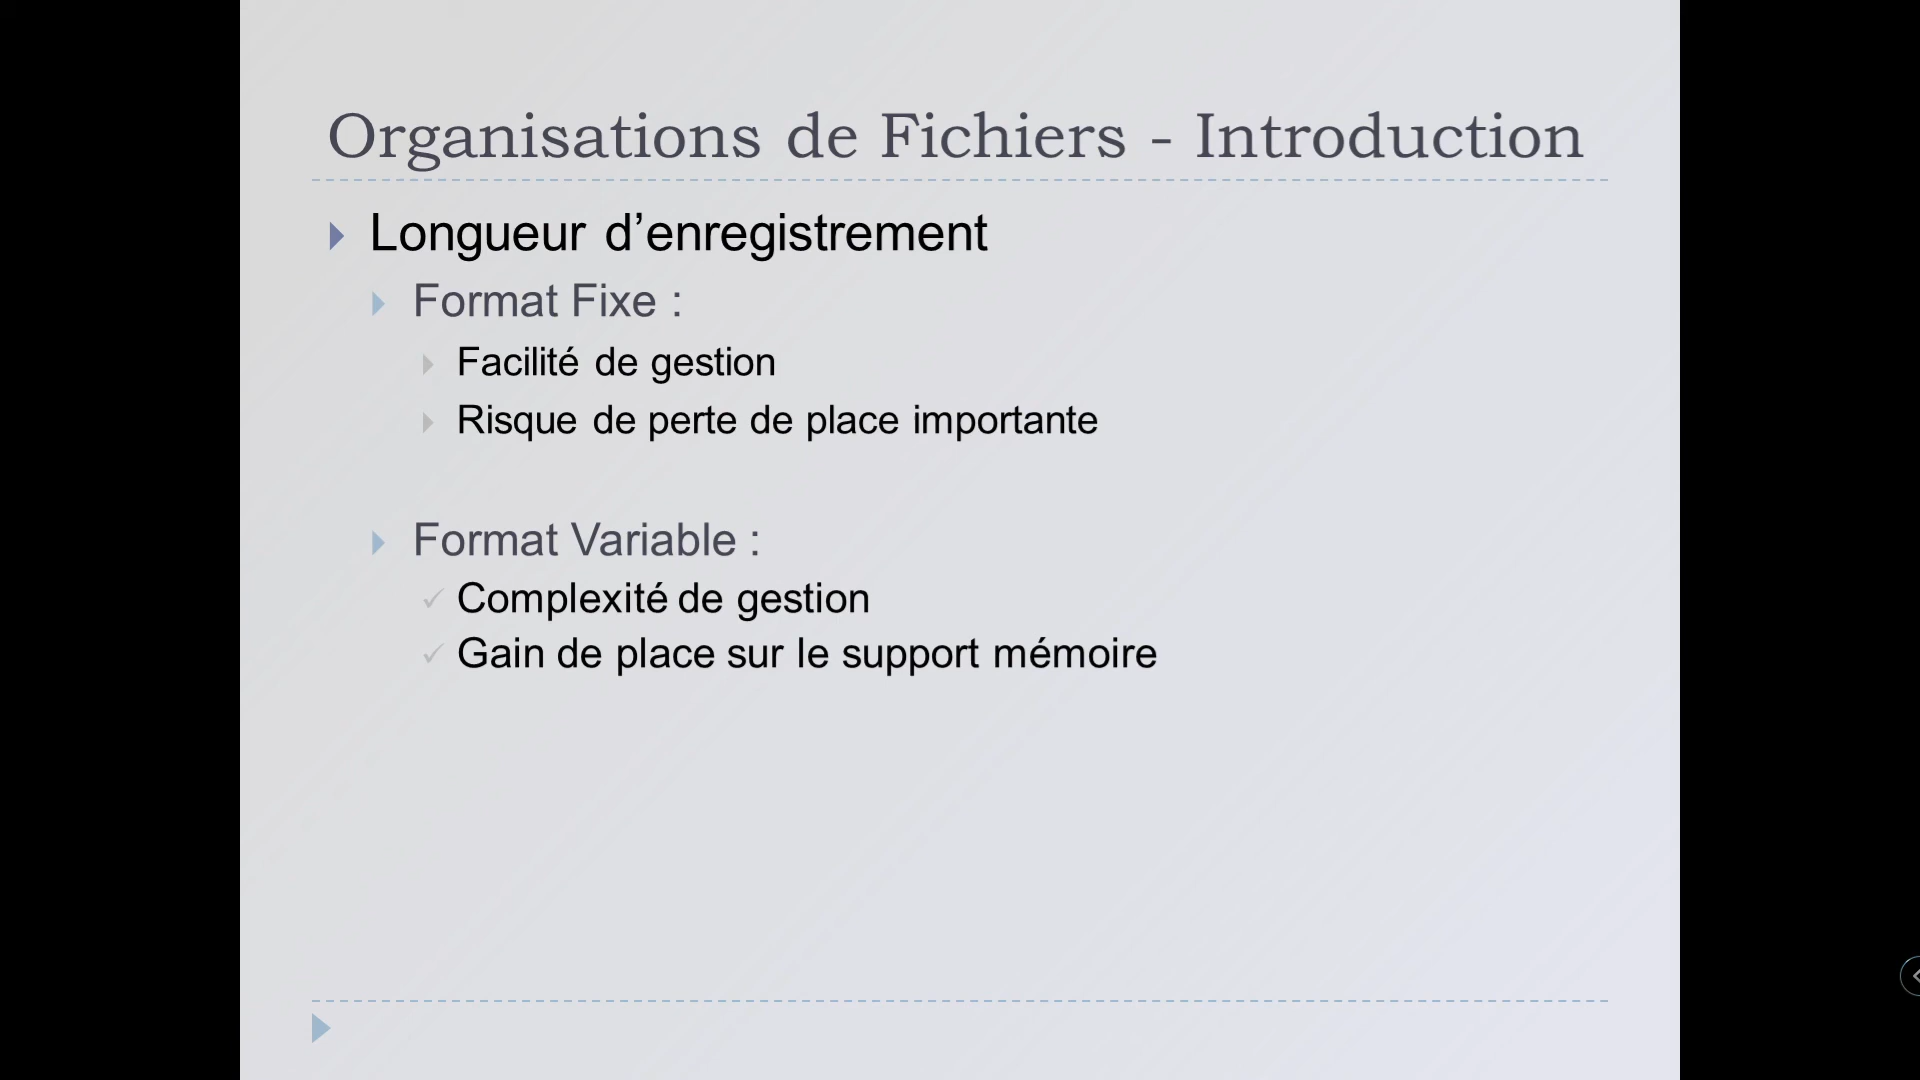 Organisations de Fichiers - Introduction
Longueur d’enregistrement
Format Fixe :
Facilité de gestion
Risque de perte de place importante
Format Variable :
Complexité de gestion
Gain de place sur le support mémoire